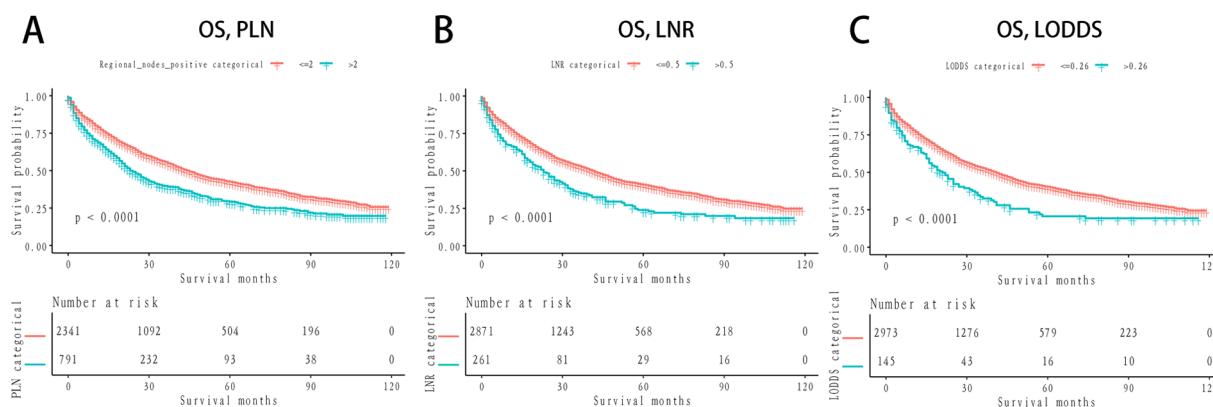 A
OS, PLN
Regional_nodes_positive categorical <=2 >2
Survival probability
1.00
0.75
0.50
0.25
0.00
p < 0.0001
0 30 60 90 120
Survival months
Number at risk
PLN categorical
2341 1092 504 196 0
791 232 93 38 0
0 30 60 90 120
Survival months
B
OS, LNR
LNR categorical <=0.5 >0.5
Survival probability
1.00
0.75
0.50
0.25
0.00
p < 0.0001
0 30 60 90 120
Survival months
Number at risk
LNR categorical
2871 1243 568 218 0
261 81 29 16 0
0 30 60 90 120
Survival months
C
OS, LODDS
LODDS categorical <=0.26 >0.26
Survival probability
1.00
0.75
0.50
0.25
0.00
p < 0.0001
0 30 60 90
Survival months
Number at risk
LODDS categorical
2973 1276 579 223 0
145 43 16 10 0
0 30 60 90
Survival months